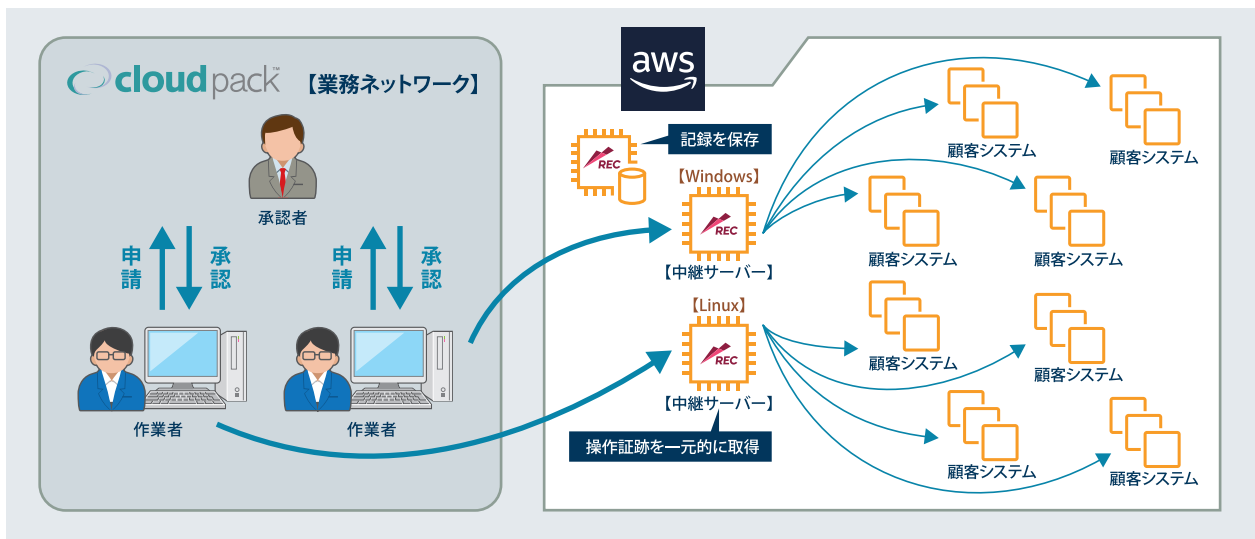 cloudpack™ 【業務ネットワーク】
承認者
申請
承認
申請
承認
作業者
作業者
aws
記録を保存
REC
【Windows】
REC
【中継サーバー】
【Linux】
REC
【中継サーバー】
操作証跡を一元的に取得
顧客システム
顧客システム
顧客システム
顧客システム
顧客システム
顧客システム
顧客システム
顧客システム